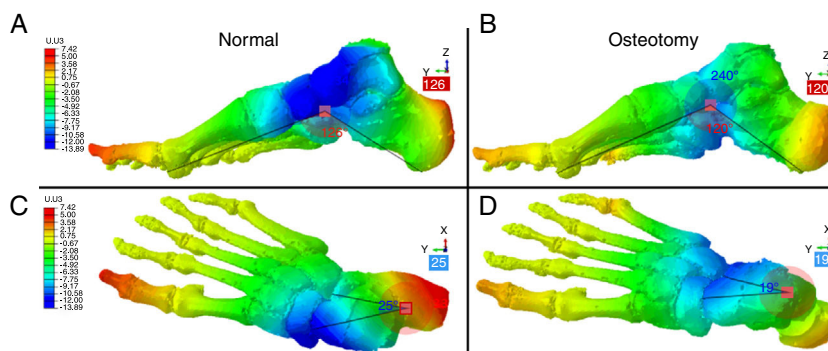 A
Normal
B
Osteotomy
U.U3
7.42
5.00
3.58
2.17
0.75
-0.67
-2.08
-3.50
-4.92
-6.33
-7.75
-9.17
-10.58
-12.00
-13.89
Z
Y
126
126°
Z
Y
120
240°
120°
C
D
U.U3
7.42
5.00
3.58
2.17
0.75
-0.67
-2.08
-3.50
-4.92
-6.33
-7.75
-9.17
-10.58
-12.00
-13.89
X
Y
25
25°
X
Y
19
19°